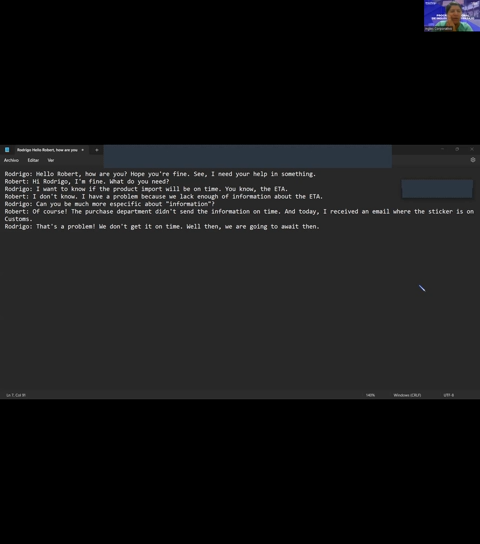 Rodrigo Hello Robert, how are you
Archivo Editar Ver
Rodrigo: Hello Robert, how are you? Hope you're fine. See, I need your help in something.
Robert: Hi Rodrigo, I'm fine. What do you need?
Rodrigo: I want to know if the product import will be on time. You know, the ETA.
Robert: I don't know. I have a problem because we lack enough of information about the ETA.
Rodrigo: Can you be much more especific about "information"?
Robert: Of course! The purchase department didn't send the information on time. And today, I received an email where the sticker is on
Customs.
Rodrigo: That's a problem! We don't get it on time. Well then, we are going to await then.
Ln 7, Col 91
140%
Windows (CRLF)
UTF-8